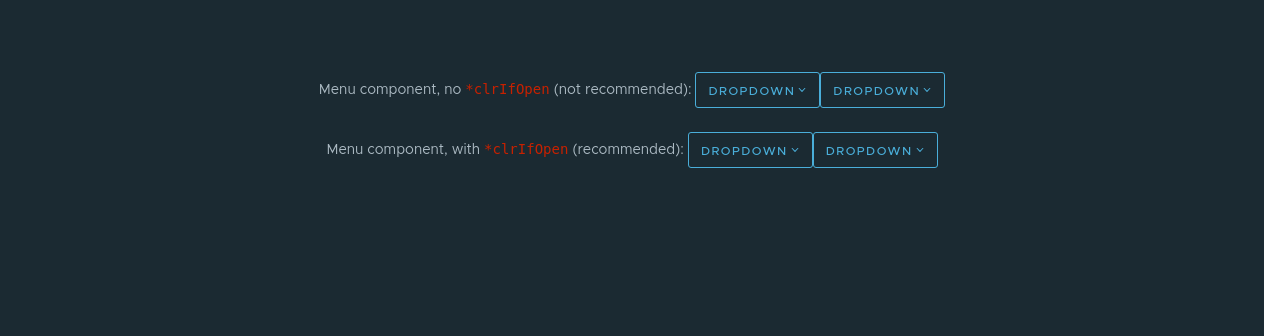 Menu component, no *clrIfOpen (not recommended): DROPDOWN DROPDOWN
Menu component, with *clrIfOpen (recommended): DROPDOWN DROPDOWN